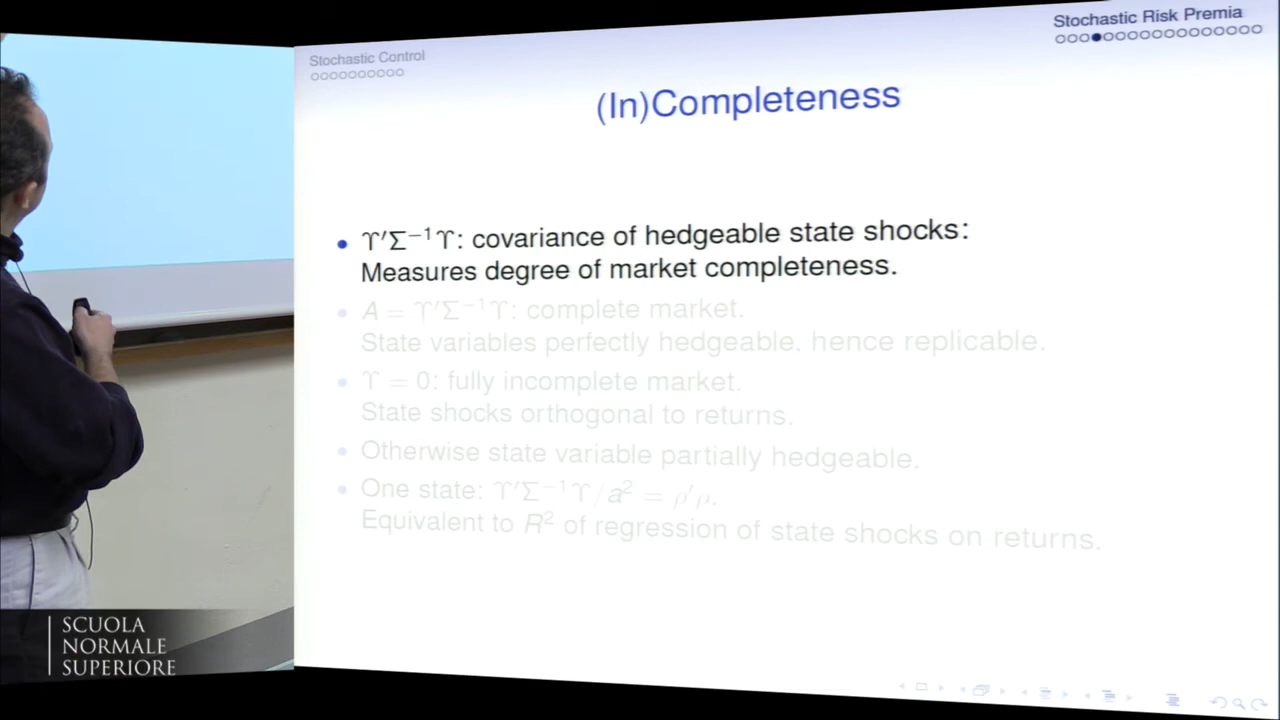 Stochastic Control
Stochastic Risk Premia
(In)Completeness
• ϒ′Σ⁻¹ϒ: covariance of hedgeable state shocks:
Measures degree of market completeness.
• A = ϒ′Σ⁻¹ϒ: complete market.
State variables perfectly hedgeable, hence replicable.
• ϒ = 0: fully incomplete market.
State shocks orthogonal to returns.
• Otherwise state variable partially hedgeable.
• One state: ϒ′Σ⁻¹ϒ/a² = ρ′ρ.
Equivalent to R² of regression of state shocks on returns.
SCUOLA
NORMALE
SUPERIORE